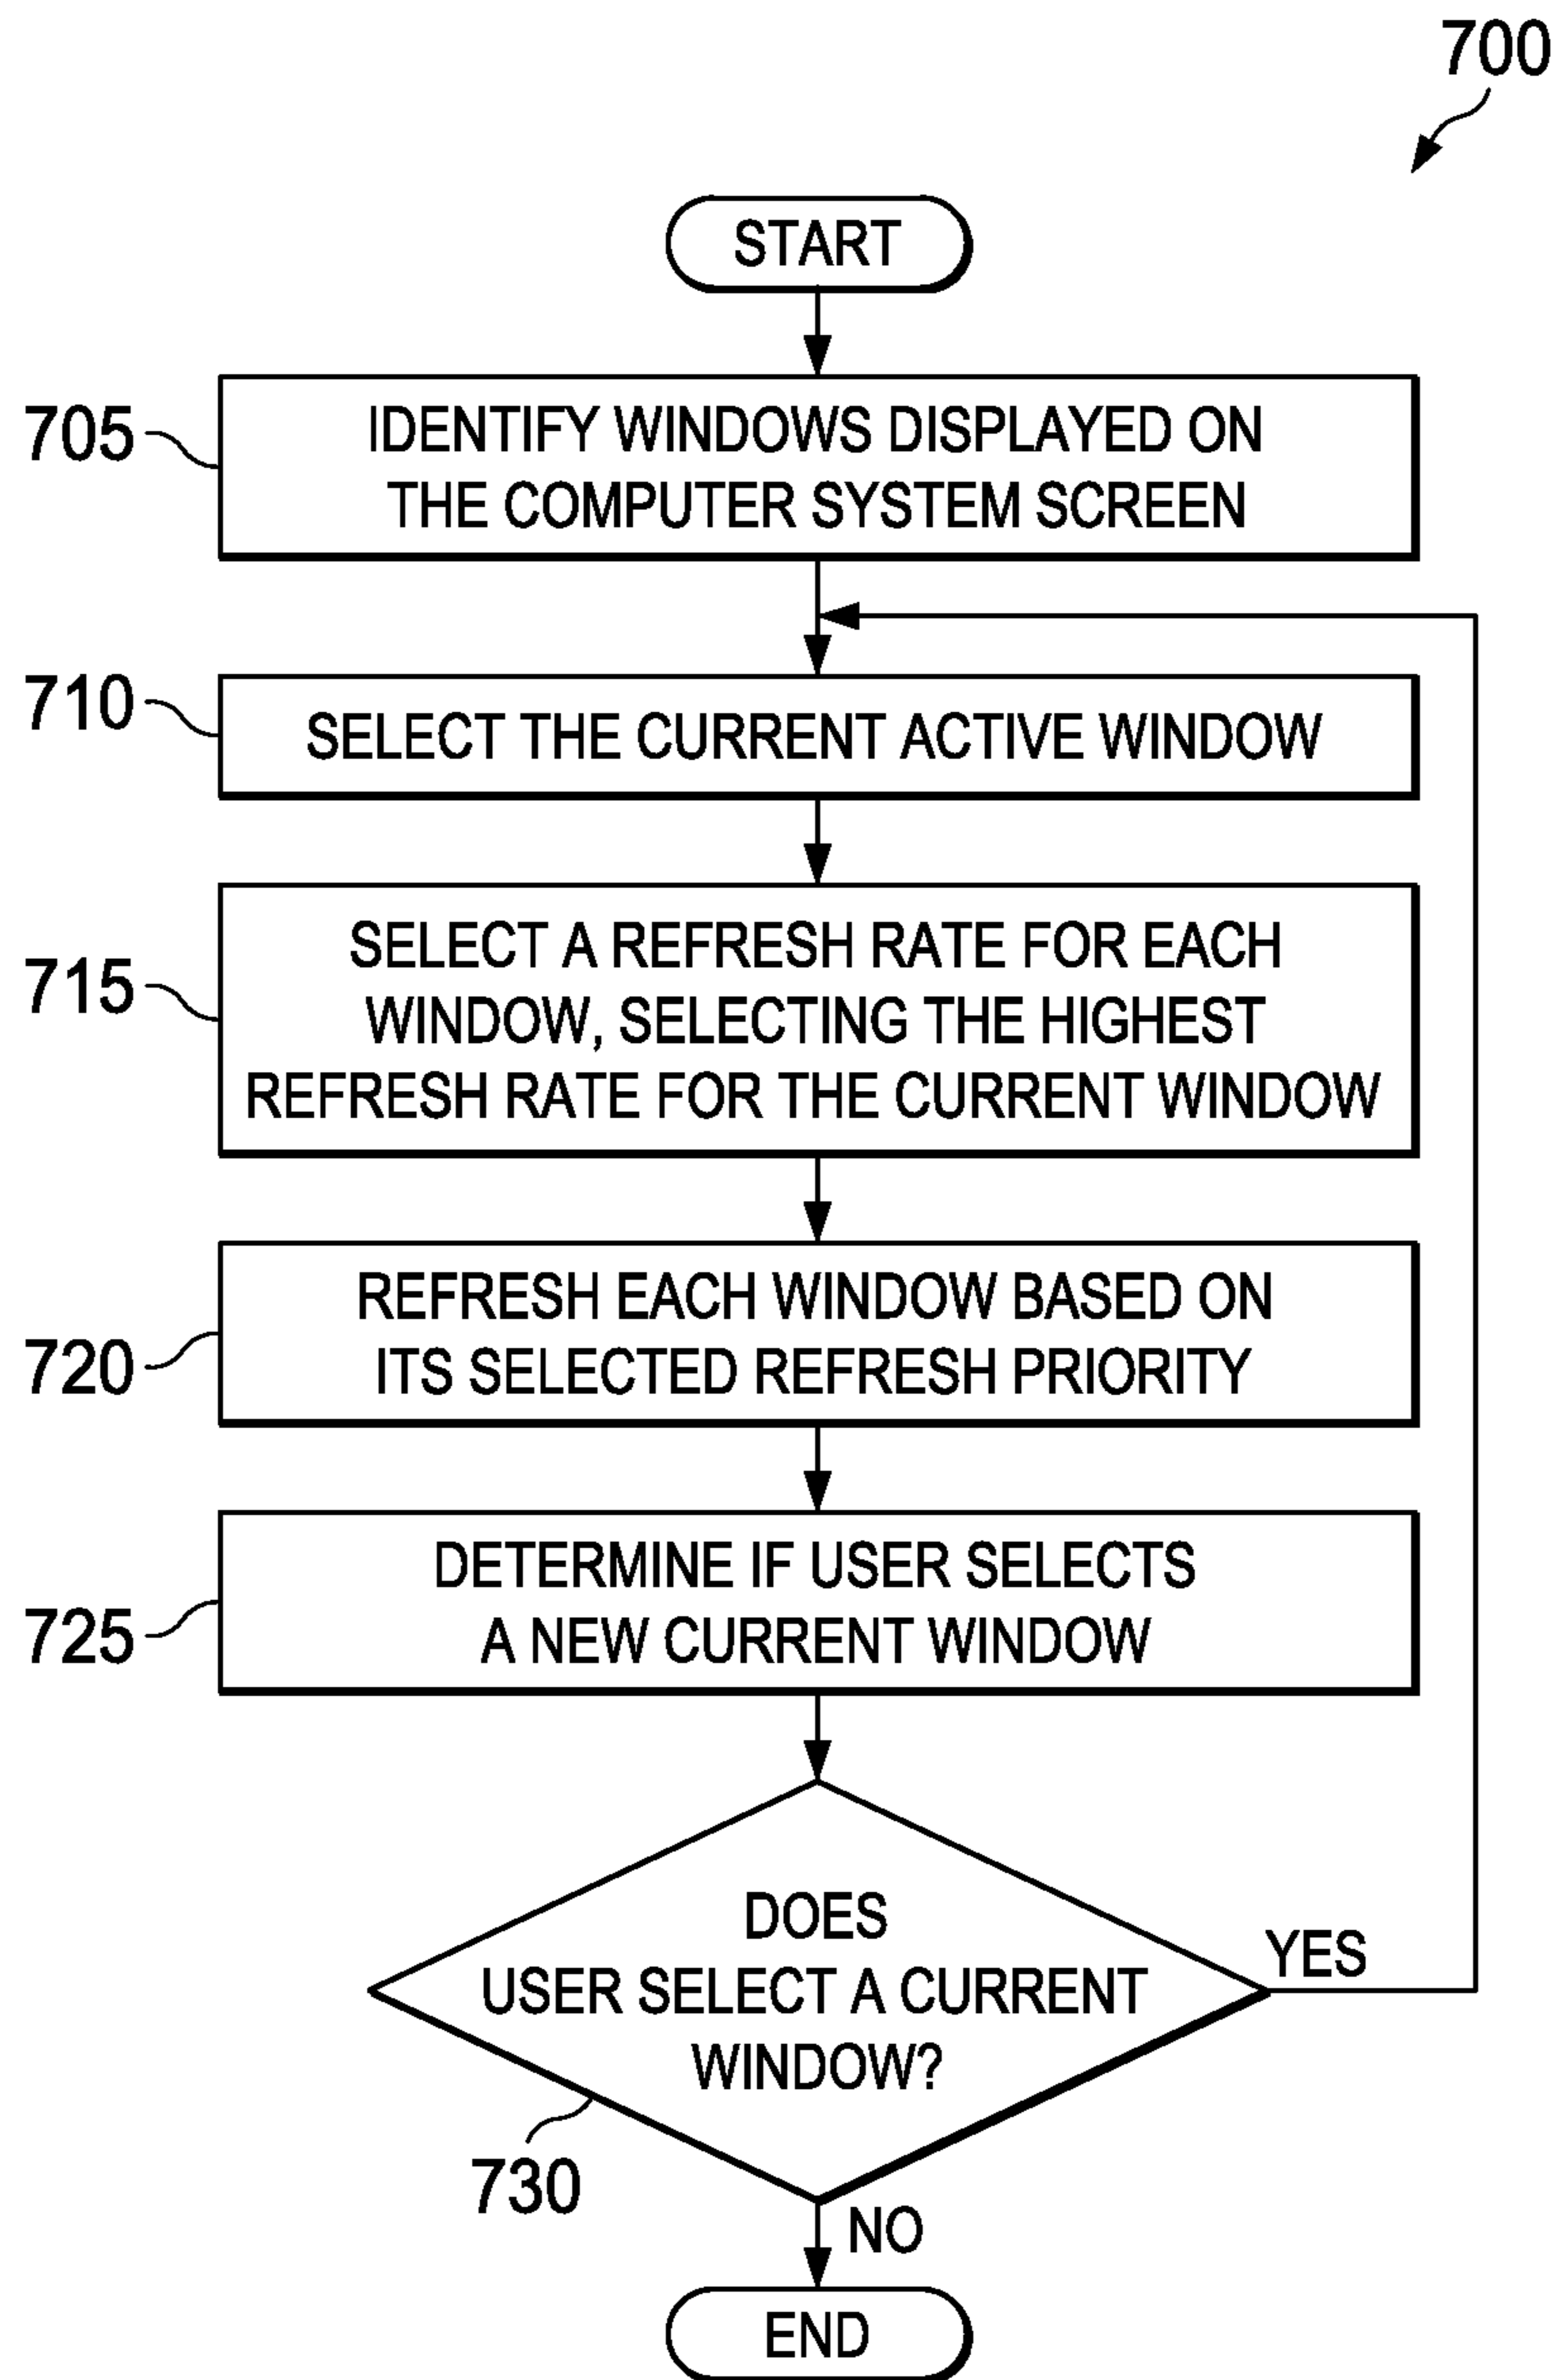 700
START
705
IDENTIFY WINDOWS DISPLAYED ON
THE COMPUTER SYSTEM SCREEN
710
SELECT THE CURRENT ACTIVE WINDOW
715
SELECT A REFRESH RATE FOR EACH
WINDOW, SELECTING THE HIGHEST
REFRESH RATE FOR THE CURRENT WINDOW
720
REFRESH EACH WINDOW BASED ON
ITS SELECTED REFRESH PRIORITY
725
DETERMINE IF USER SELECTS
A NEW CURRENT WINDOW
DOES
USER SELECT A CURRENT
WINDOW?
YES
730
NO
END